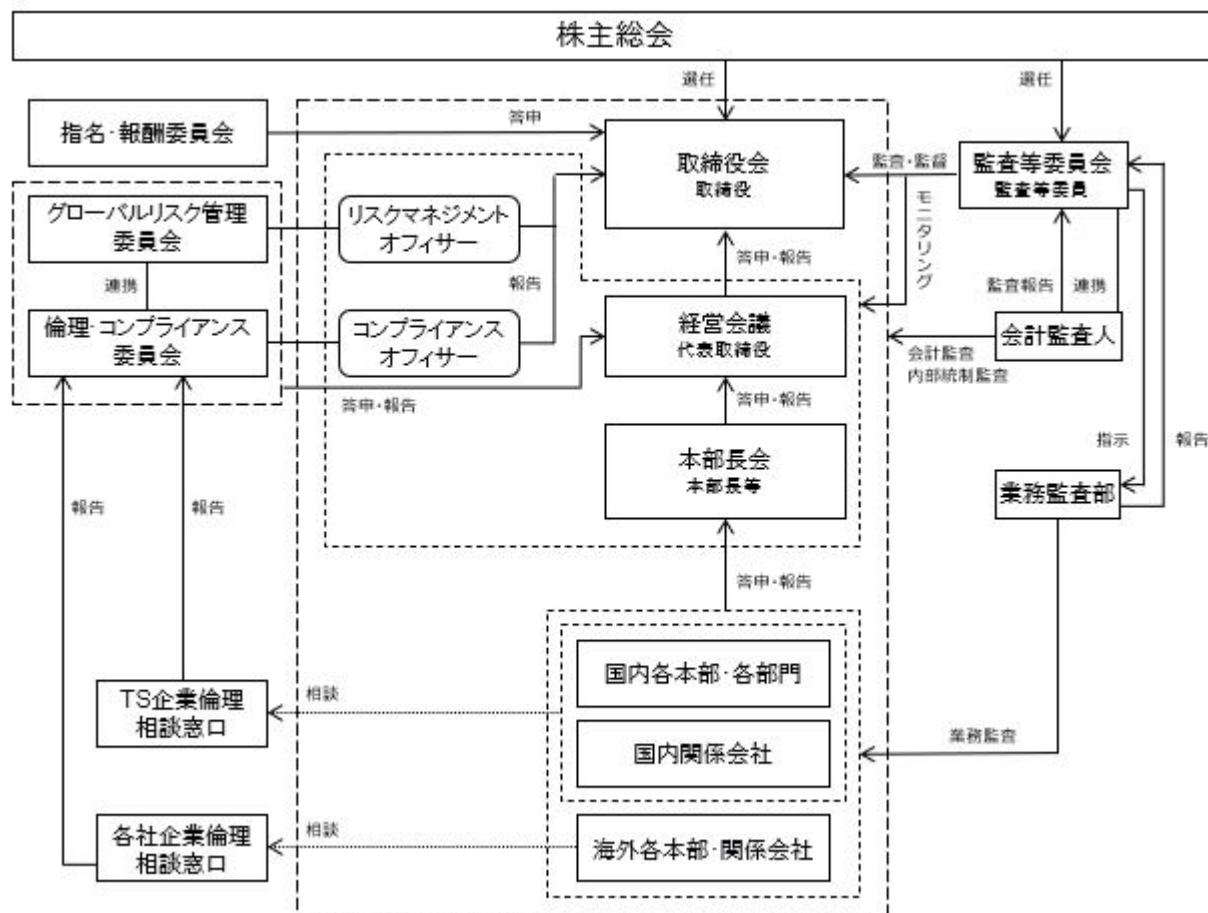 株主総会
選任
選任
指名・報酬委員会
答申
取締役会
取締役
監査・監督
監査等委員会
監査等委員
モニタリング
グローバルリスク管理
委員会
リスクマネジメント
オフィサー
報告
答申・報告
連携
監査報告
連携
倫理・コンプライアンス
委員会
コンプライアンス
オフィサー
経営会議
代表取締役
会計監査人
会計監査
内部統制監査
答申・報告
答申・報告
本部長会
本部長等
指示
報告
業務監査部
報告
報告
答申・報告
国内各本部・各部門
TS企業倫理
相談窓口
相談
国内関係会社
業務監査
各社企業倫理
相談窓口
相談
海外各本部・関係会社